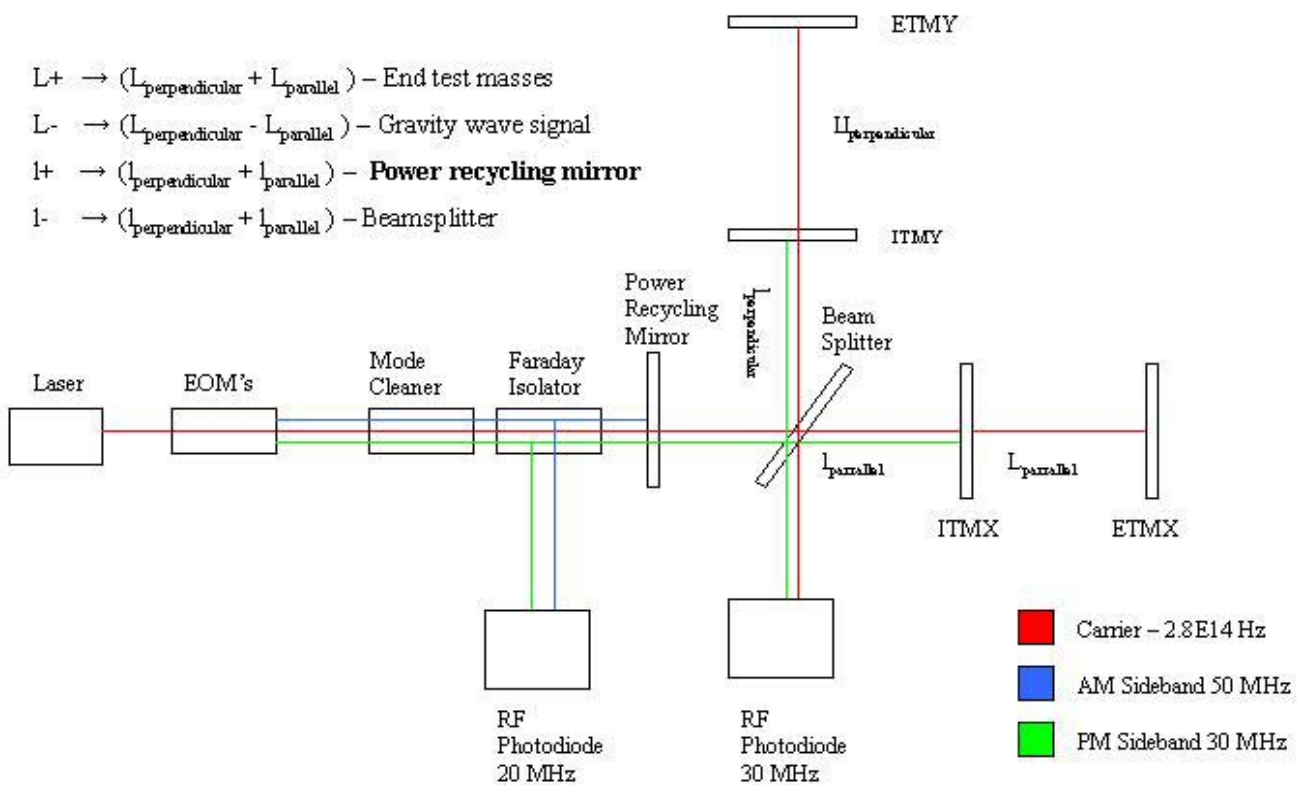 ETMY
L+ → (Lperpendicular + Lparallel) – End test masses
L- → (Lperpendicular - Lparallel) – Gravity wave signal
l+ → (lperpendicular + lparallel) – Power recycling mirror
l- → (lperpendicular + lparallel) – Beamsplitter
Lperpendicular
ITMY
Power
Recycling
Mirror
lperpendicular
Beam
Splitter
Laser
EOM's
Mode
Cleaner
Faraday
Isolator
lparrallel
Lparrallel
ITMX
ETMX
RF
Photodiode
20 MHz
RF
Photodiode
30 MHz
Carrier – 2.8E14 Hz
AM Sideband 50 MHz
PM Sideband 30 MHz